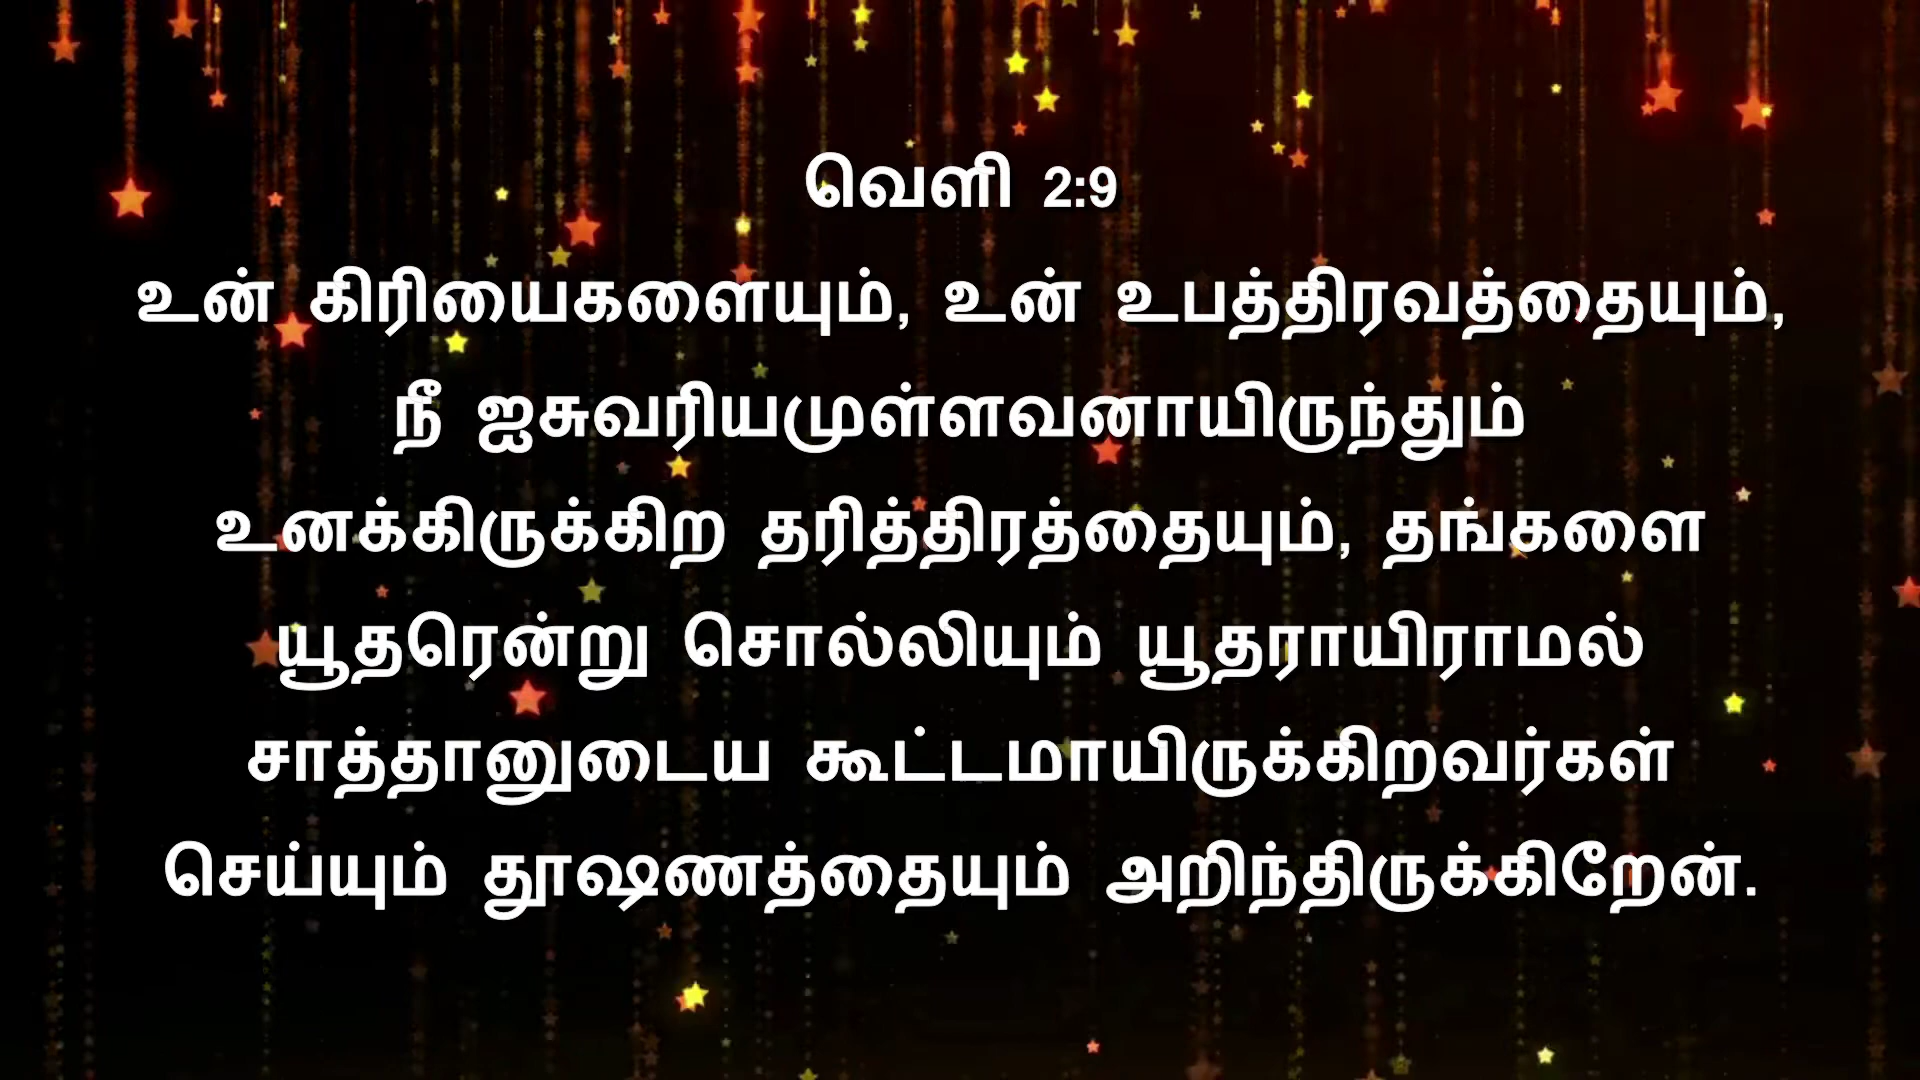 வெளி 2:9
உன் கிரியைகளையும், உன் உபத்திரவத்தையும்,
நீ ஐசுவரியமுள்ளவனாயிருந்தும்
உனக்கிருக்கிற தரித்திரத்தையும், தங்களை
யூதரென்று சொல்லியும் யூதராயிராமல்
சாத்தானுடைய கூட்டமாயிருக்கிறவர்கள்
செய்யும் தூஷணத்தையும் அறிந்திருக்கிறேன்.